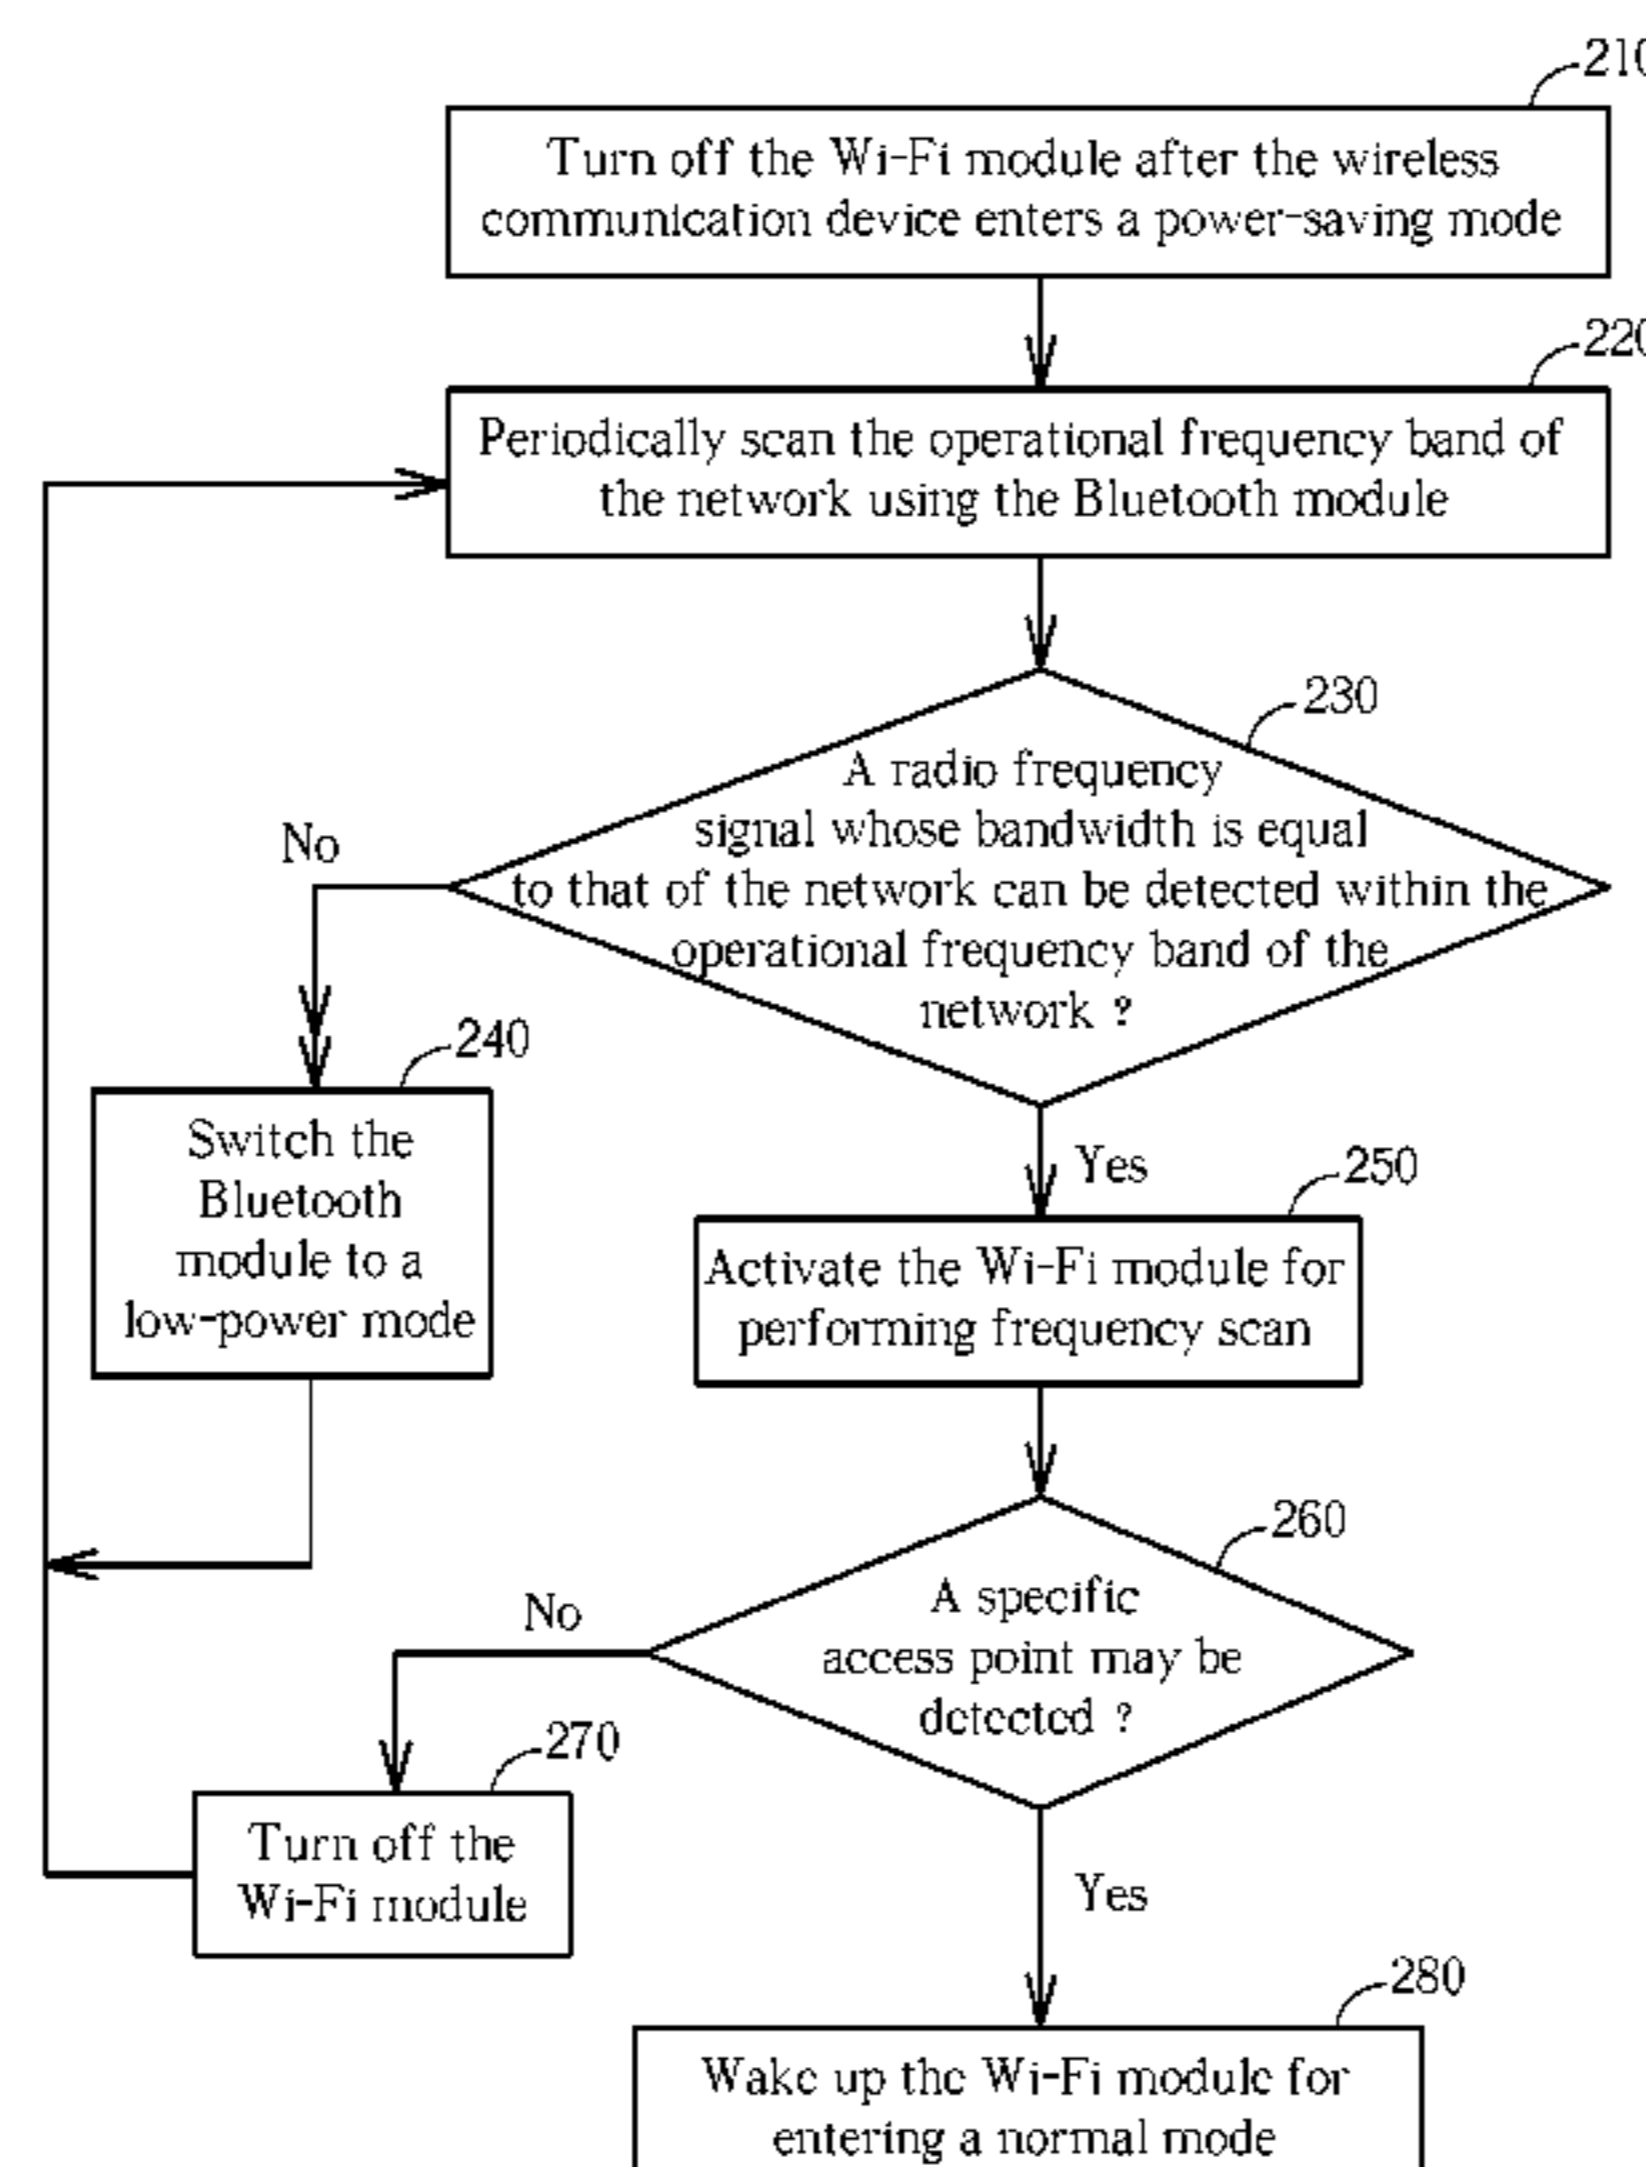 210
Turn off the Wi-Fi module after the wireless
communication device enters a power-saving mode
220
Periodically scan the operational frequency band of
the network using the Bluetooth module
230
A radio frequency
signal whose bandwidth is equal
to that of the network can be detected within the
operational frequency band of the
network ?
No
240
Switch the
Bluetooth
module to a
low-power mode
Yes
250
Activate the Wi-Fi module for
performing frequency scan
260
A specific
access point may be
detected ?
No
270
Turn off the
Wi-Fi module
Yes
280
Wake up the Wi-Fi module for
entering a normal mode